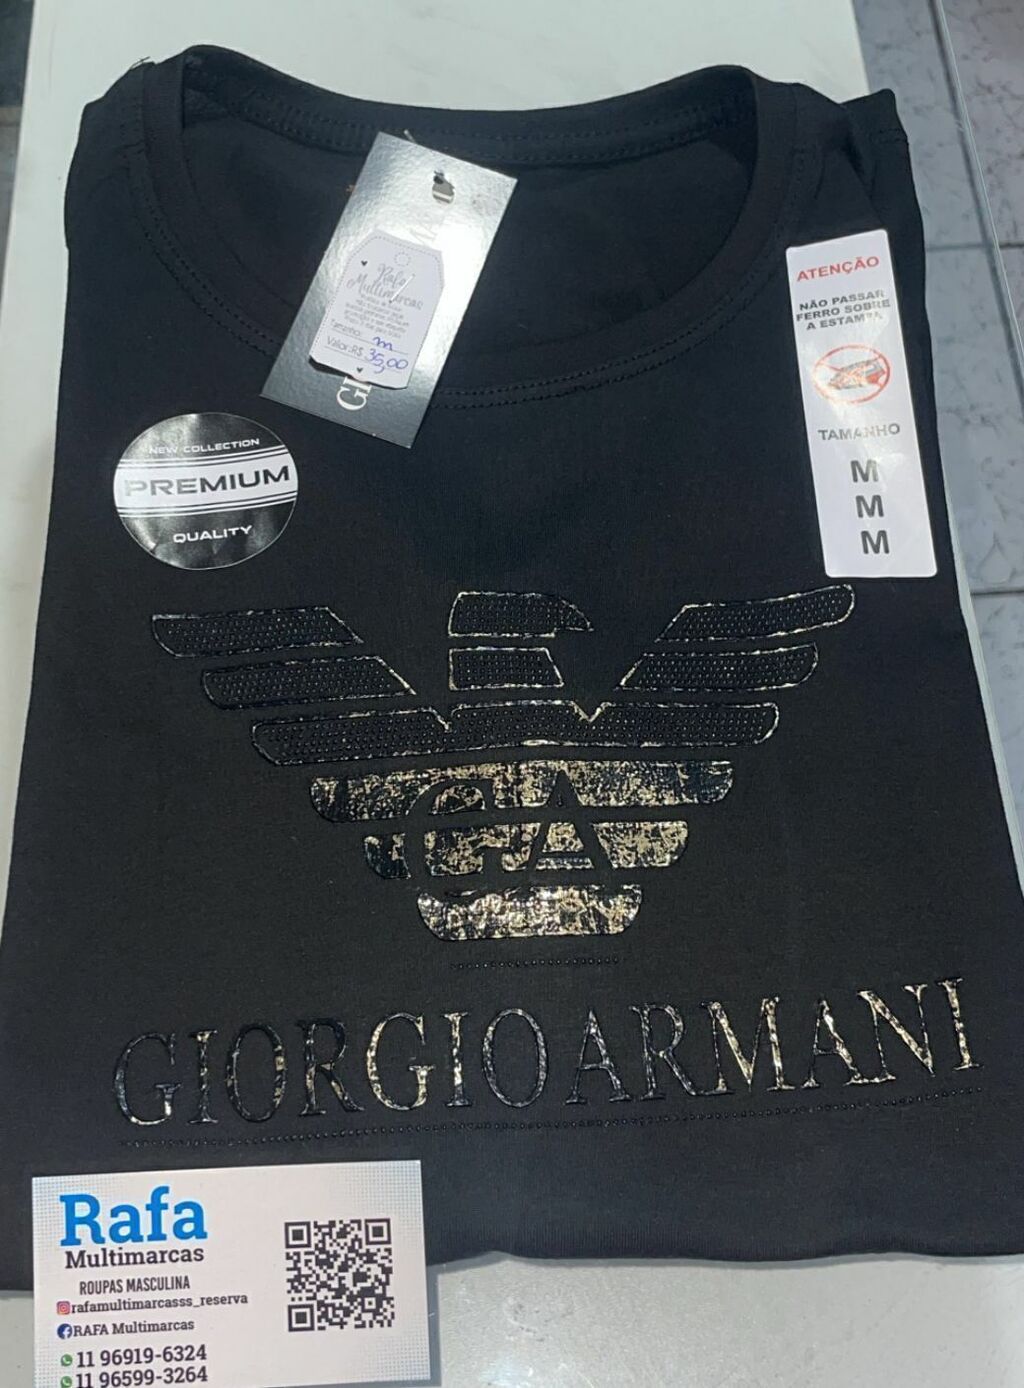 Rafa
Multimarcas
Tamanho: m
Valor: R$ 35,00
ATENÇÃO
NÃO PASSAR
FERRO SOBRE
A ESTAMPA
TAMANHO
M
M
M
NEW COLLECTION
PREMIUM
QUALITY
GA
GIORGIO ARMANI
Rafa
Multimarcas
ROUPAS MASCULINA
rafamultimarcasss_reserva
RAFA Multimarcas
11 96919-6324
11 96599-3264